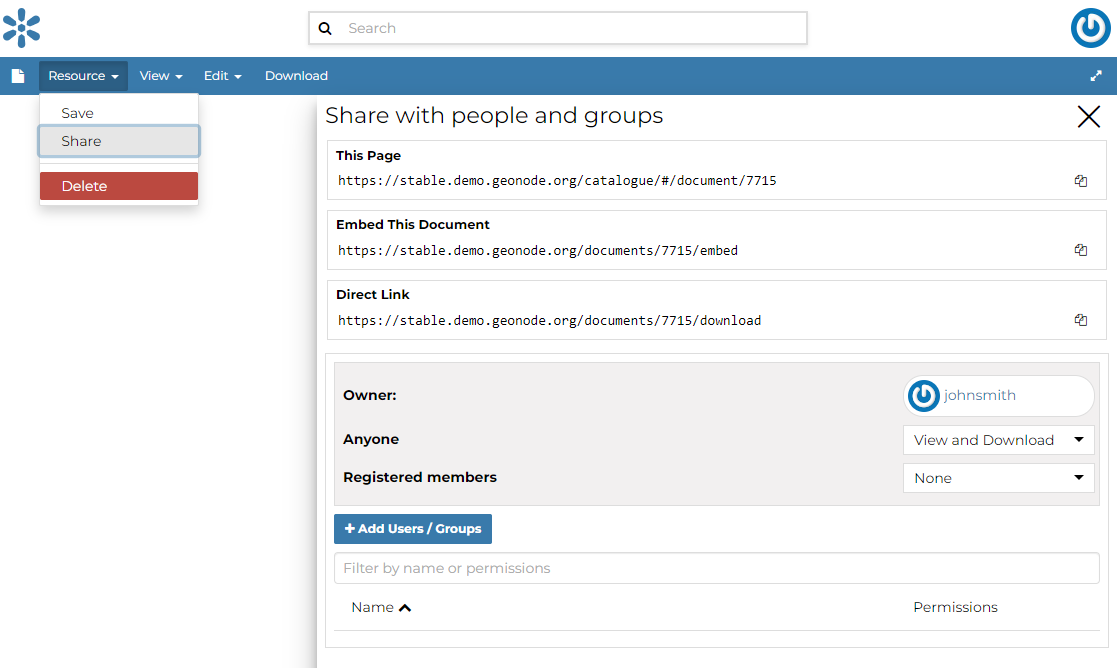 Search
Resource View Edit Download
Save
Share
Delete
Share with people and groups
This Page
https://stable.demo.geonode.org/catalogue/#/document/7715
Embed This Document
https://stable.demo.geonode.org/documents/7715/embed
Direct Link
https://stable.demo.geonode.org/documents/7715/download
Owner: johnsmith
Anyone View and Download
Registered members None
+ Add Users / Groups
Filter by name or permissions
Name Permissions